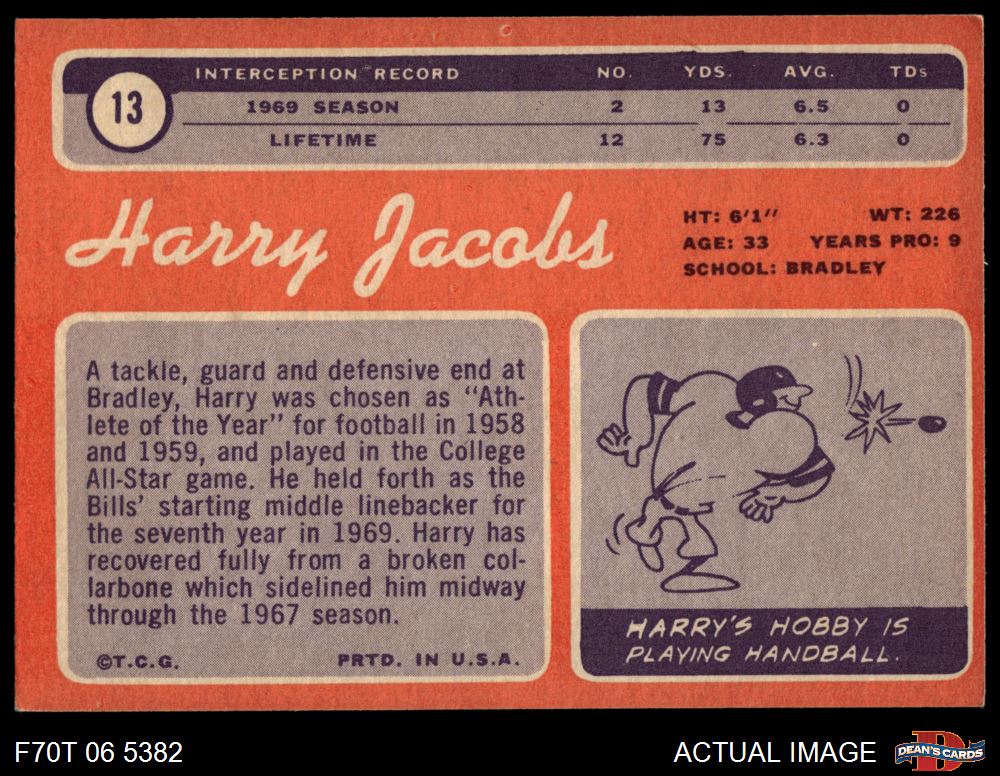 13
INTERCEPTION RECORD NO. YDS. AVG. TDs
1969 SEASON 2 13 6.5 0
LIFETIME 12 75 6.3 0
Harry Jacobs
HT: 6'1" WT: 226
AGE: 33 YEARS PRO: 9
SCHOOL: BRADLEY
A tackle, guard and defensive end at
Bradley, Harry was chosen as "Ath-
lete of the Year" for football in 1958
and 1959, and played in the College
All-Star game. He held forth as the
Bills' starting middle linebacker for
the seventh year in 1969. Harry has
recovered fully from a broken col-
larbone which sidelined him midway
through the 1967 season.
©T.C.G. PRTD. IN U.S.A.
HARRY'S HOBBY IS
PLAYING HANDBALL.
F70T 06 5382
ACTUAL IMAGE
D
DEAN'S CARDS